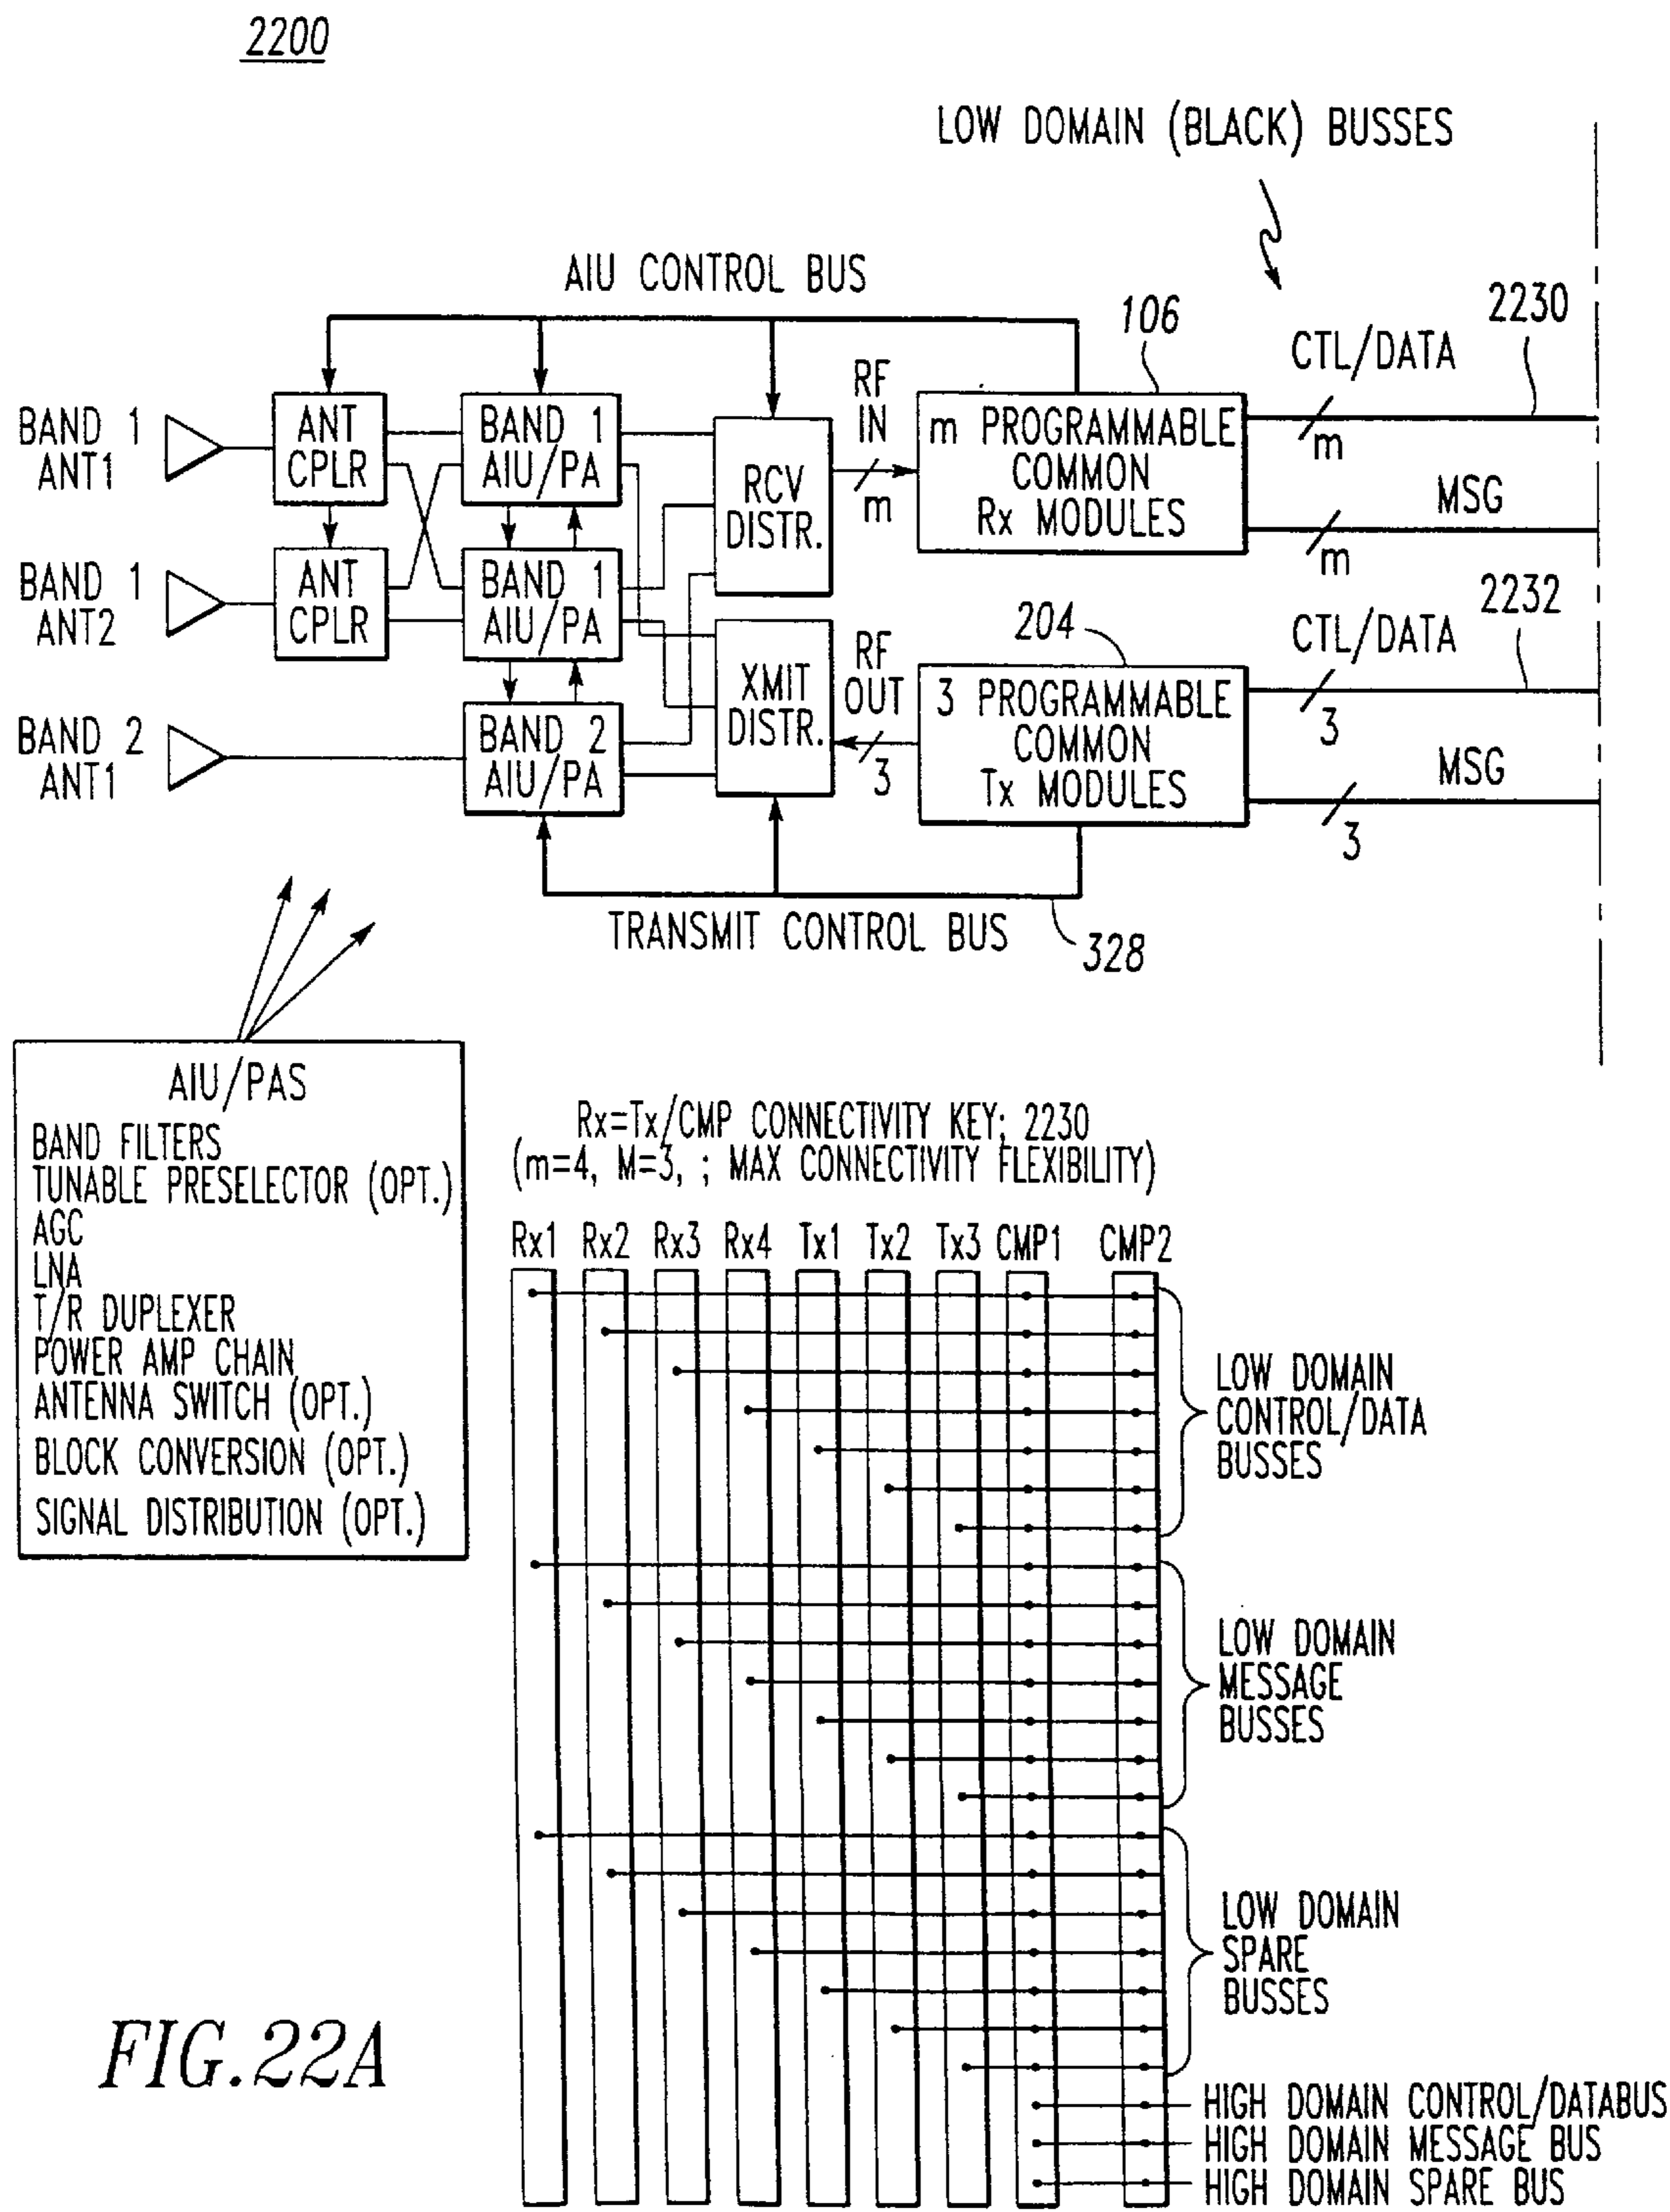 2200
LOW DOMAIN (BLACK) BUSSES
AIU CONTROL BUS
106
2230
CTL/DATA
m
MSG
m
BAND 1
ANT1
ANT
CPLR
BAND 1
AIU/PA
RCV
DISTR.
RF
IN
m
m PROGRAMMABLE
COMMON
Rx MODULES
BAND 1
ANT2
ANT
CPLR
BAND 1
AIU/PA
204
2232
CTL/DATA
3
MSG
3
BAND 2
ANT1
BAND 2
AIU/PA
XMIT
DISTR.
RF
OUT
3
3 PROGRAMMABLE
COMMON
Tx MODULES
TRANSMIT CONTROL BUS
328
AIU/PAS
BAND FILTERS
TUNABLE PRESELECTOR (OPT.)
AGC
LNA
T/R DUPLEXER
POWER AMP CHAIN
ANTENNA SWITCH (OPT.)
BLOCK CONVERSION (OPT.)
SIGNAL DISTRIBUTION (OPT.)
Rx=Tx/CMP CONNECTIVITY KEY; 2230
(m=4, M=3, ; MAX CONNECTIVITY FLEXIBILITY)
Rx1 Rx2 Rx3 Rx4 Tx1 Tx2 Tx3 CMP1 CMP2
LOW DOMAIN
CONTROL/DATA
BUSSES
LOW DOMAIN
MESSAGE
BUSSES
LOW DOMAIN
SPARE
BUSSES
HIGH DOMAIN CONTROL/DATABUS
HIGH DOMAIN MESSAGE BUS
HIGH DOMAIN SPARE BUS
FIG.22A